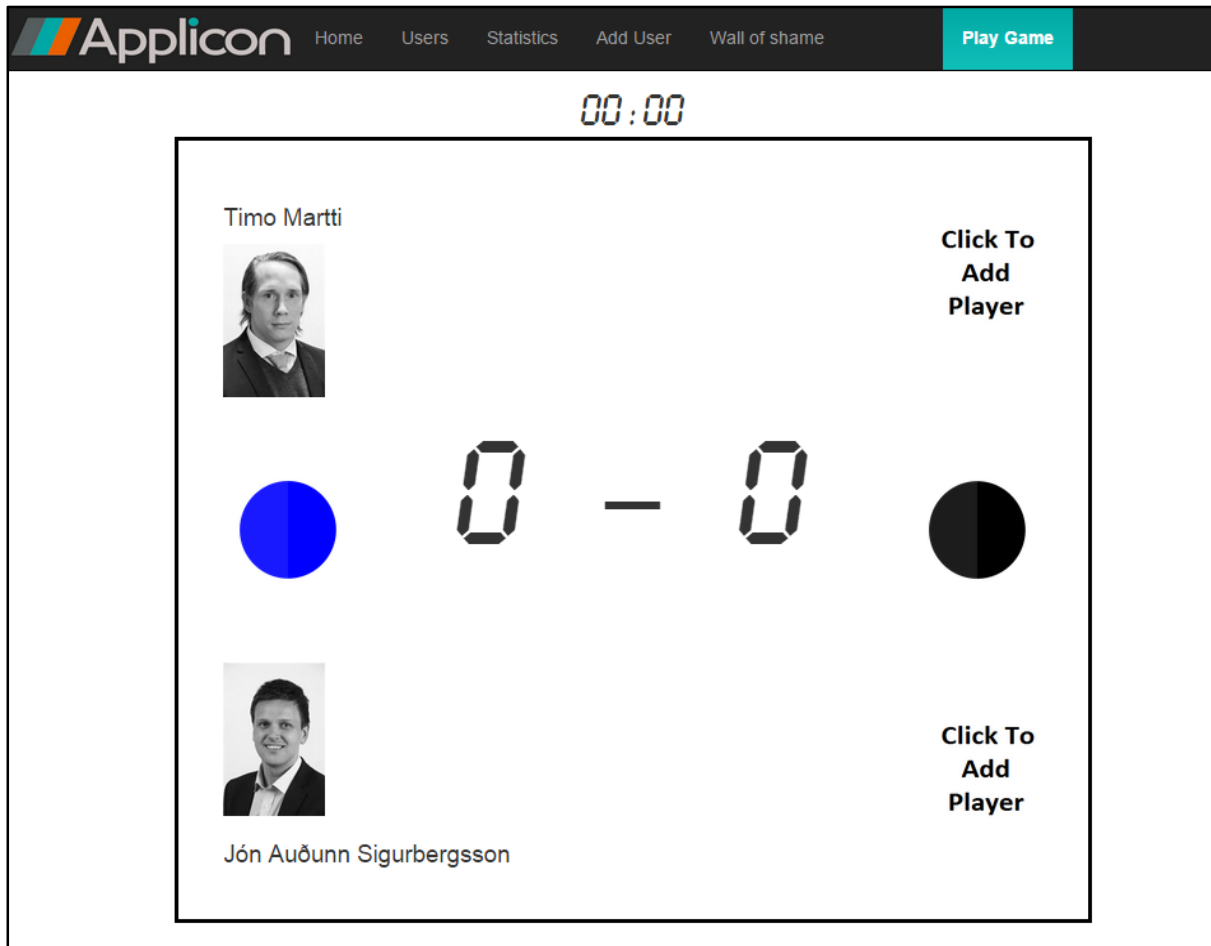 Applicon Home Users Statistics Add User Wall of shame Play Game
00:00
Timo Martti
Click To
Add
Player
0 - 0
Click To
Add
Player
Jón Auðunn Sigurbergsson